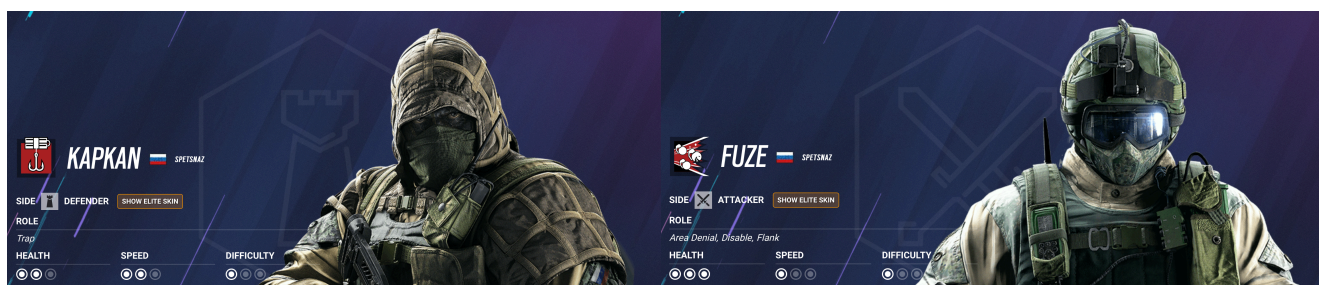 KAPKAN SPETSNAZ
SIDE DEFENDER SHOW ELITE SKIN
ROLE
Trap
HEALTH SPEED DIFFICULTY
FUZE SPETSNAZ
SIDE ATTACKER SHOW ELITE SKIN
ROLE
Area Denial, Disable, Flank
HEALTH SPEED DIFFICULTY